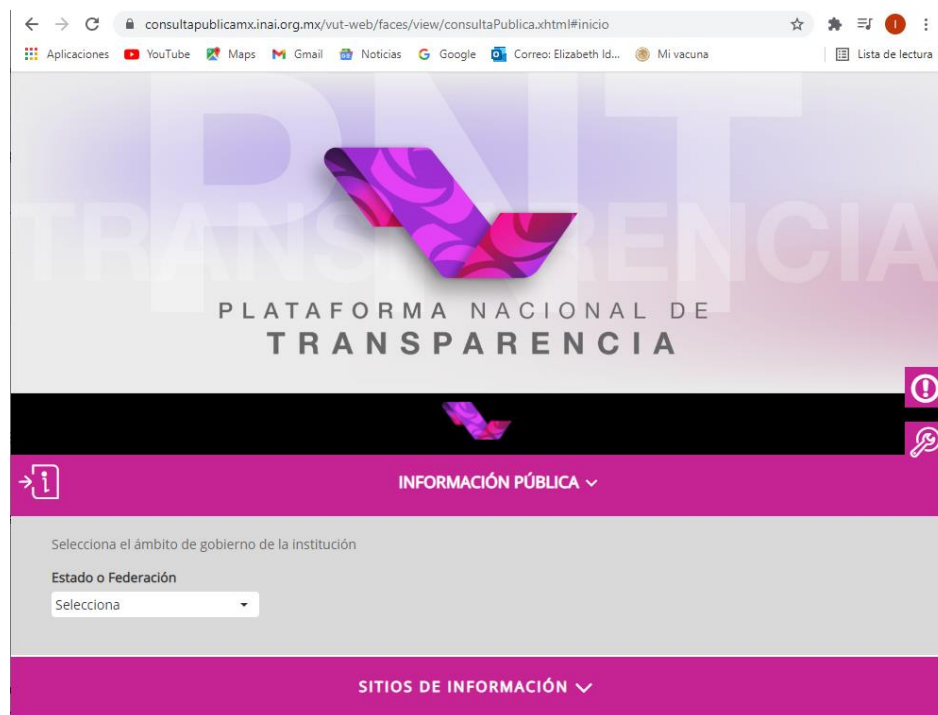 consultapublicamx.inai.org.mx/vut-web/faces/view/consultaPublica.xhtml#inicio
I
Aplicaciones YouTube Maps Gmail Noticias Google Correo: Elizabeth Id... Mi vacuna Lista de lectura
PNT
TRANSPARENCIA
PLATAFORMA NACIONAL DE
TRANSPARENCIA
INFORMACIÓN PÚBLICA
Selecciona el ámbito de gobierno de la institución
Estado o Federación
Selecciona
SITIOS DE INFORMACIÓN